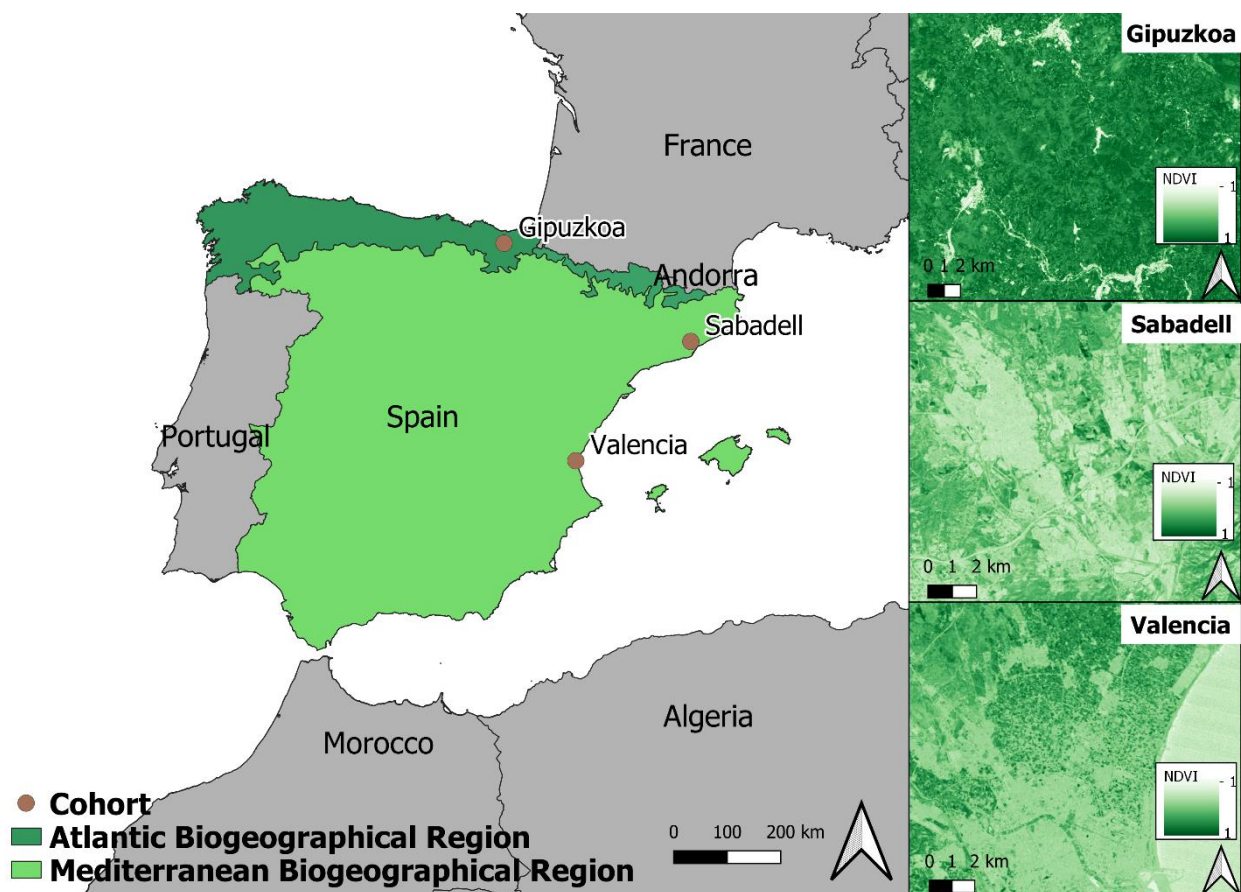 France
Gipuzkoa
Andorra
Sabadell
Spain
Portugal
Valencia
Algeria
Morocco
Cohort
Atlantic Biogeographical Region
Mediterranean Biogeographical Region
0 100 200 km
Gipuzkoa
NDVI
- 1
1
0 1 2 km
Sabadell
NDVI
- 1
1
0 1 2 km
Valencia
NDVI
- 1
1
0 1 2 km